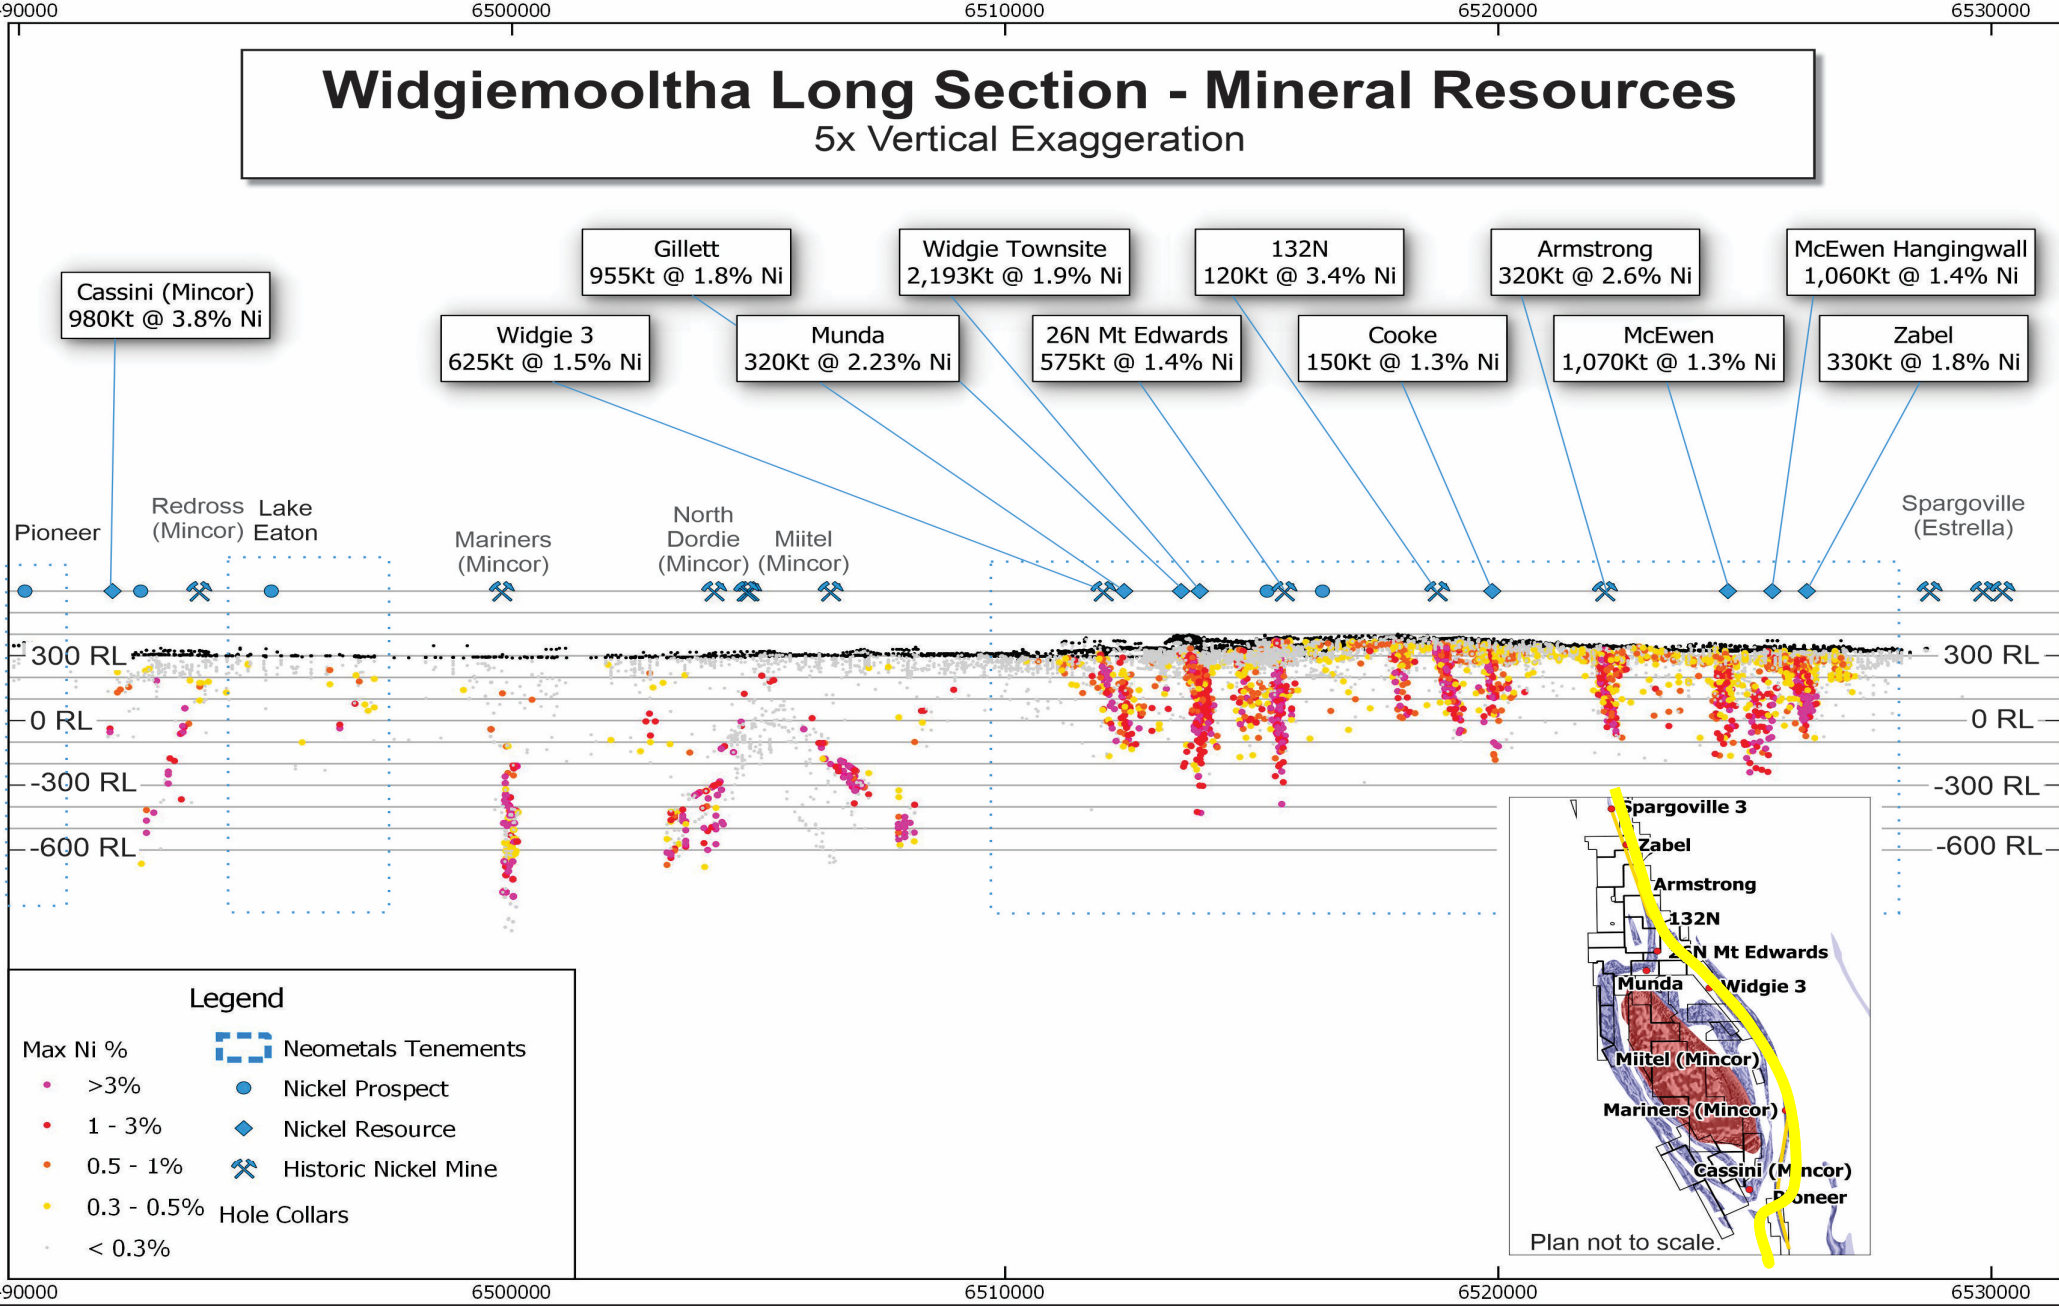 -90000 6500000 6510000 6520000 6530000
Widgiemooltha Long Section - Mineral Resources
5x Vertical Exaggeration
Cassini (Mincor)
980Kt @ 3.8% Ni
Gillett
955Kt @ 1.8% Ni
Widgie Townsite
2,193Kt @ 1.9% Ni
132N
120Kt @ 3.4% Ni
Armstrong
320Kt @ 2.6% Ni
McEwen Hangingwall
1,060Kt @ 1.4% Ni
Widgie 3
625Kt @ 1.5% Ni
Munda
320Kt @ 2.23% Ni
26N Mt Edwards
575Kt @ 1.4% Ni
Cooke
150Kt @ 1.3% Ni
McEwen
1,070Kt @ 1.3% Ni
Zabel
330Kt @ 1.8% Ni
Pioneer
Redross
(Mincor)
Lake
Eaton
Mariners
(Mincor)
North
Dordie
(Mincor)
Miitel
(Mincor)
Spargoville
(Estrella)
300 RL 300 RL
0 RL 0 RL
-300 RL -300 RL
-600 RL -600 RL
Spargoville 3
Zabel
Armstrong
132N
26N Mt Edwards
Munda
Widgie 3
Miitel (Mincor)
Mariners (Mincor)
Cassini (Mincor)
Pioneer
Plan not to scale.
Legend
Max Ni %
>3%
1 - 3%
0.5 - 1%
0.3 - 0.5%
< 0.3%
Neometals Tenements
Nickel Prospect
Nickel Resource
Historic Nickel Mine
Hole Collars
-90000 6500000 6510000 6520000 6530000